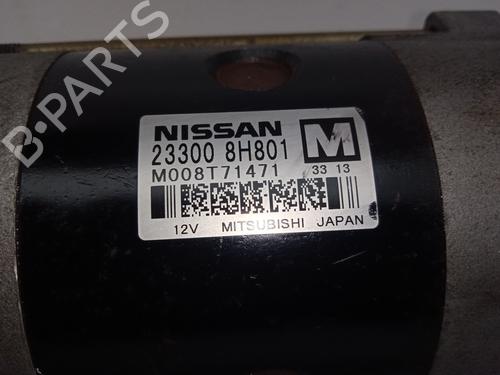 B-PARTS
NISSAN
23300 8H801 M
M008T71471 33 13
12V MITSUBISHI JAPAN